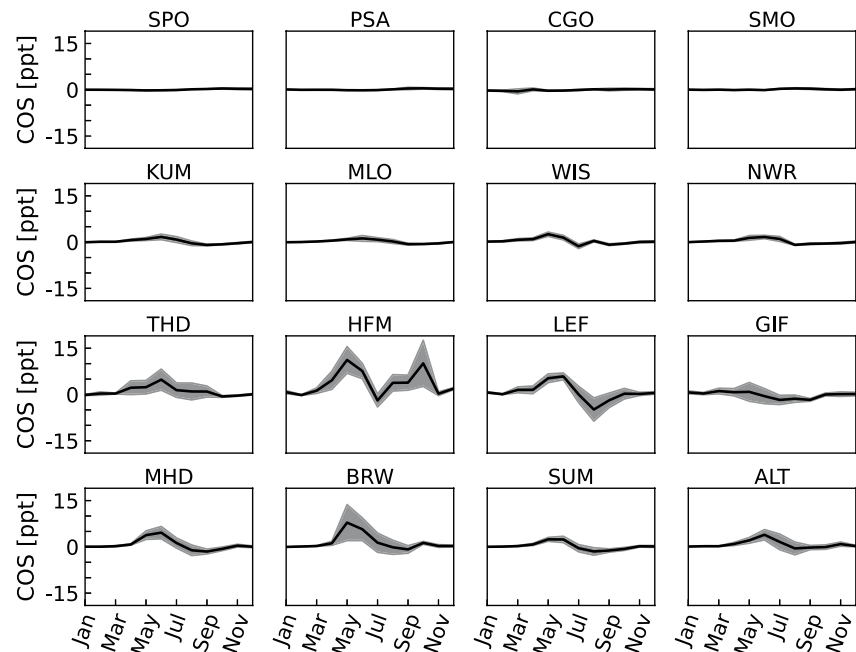 SPO PSA CGO SMO
COS [ppt] 15 0 -15
KUM MLO WIS NWR
COS [ppt] 15 0 -15
THD HFM LEF GIF
COS [ppt] 15 0 -15
MHD BRW SUM ALT
COS [ppt] 15 0 -15
Jan Mar May Jul Sep Nov Jan Mar May Jul Sep Nov Jan Mar May Jul Sep Nov Jan Mar May Jul Sep Nov